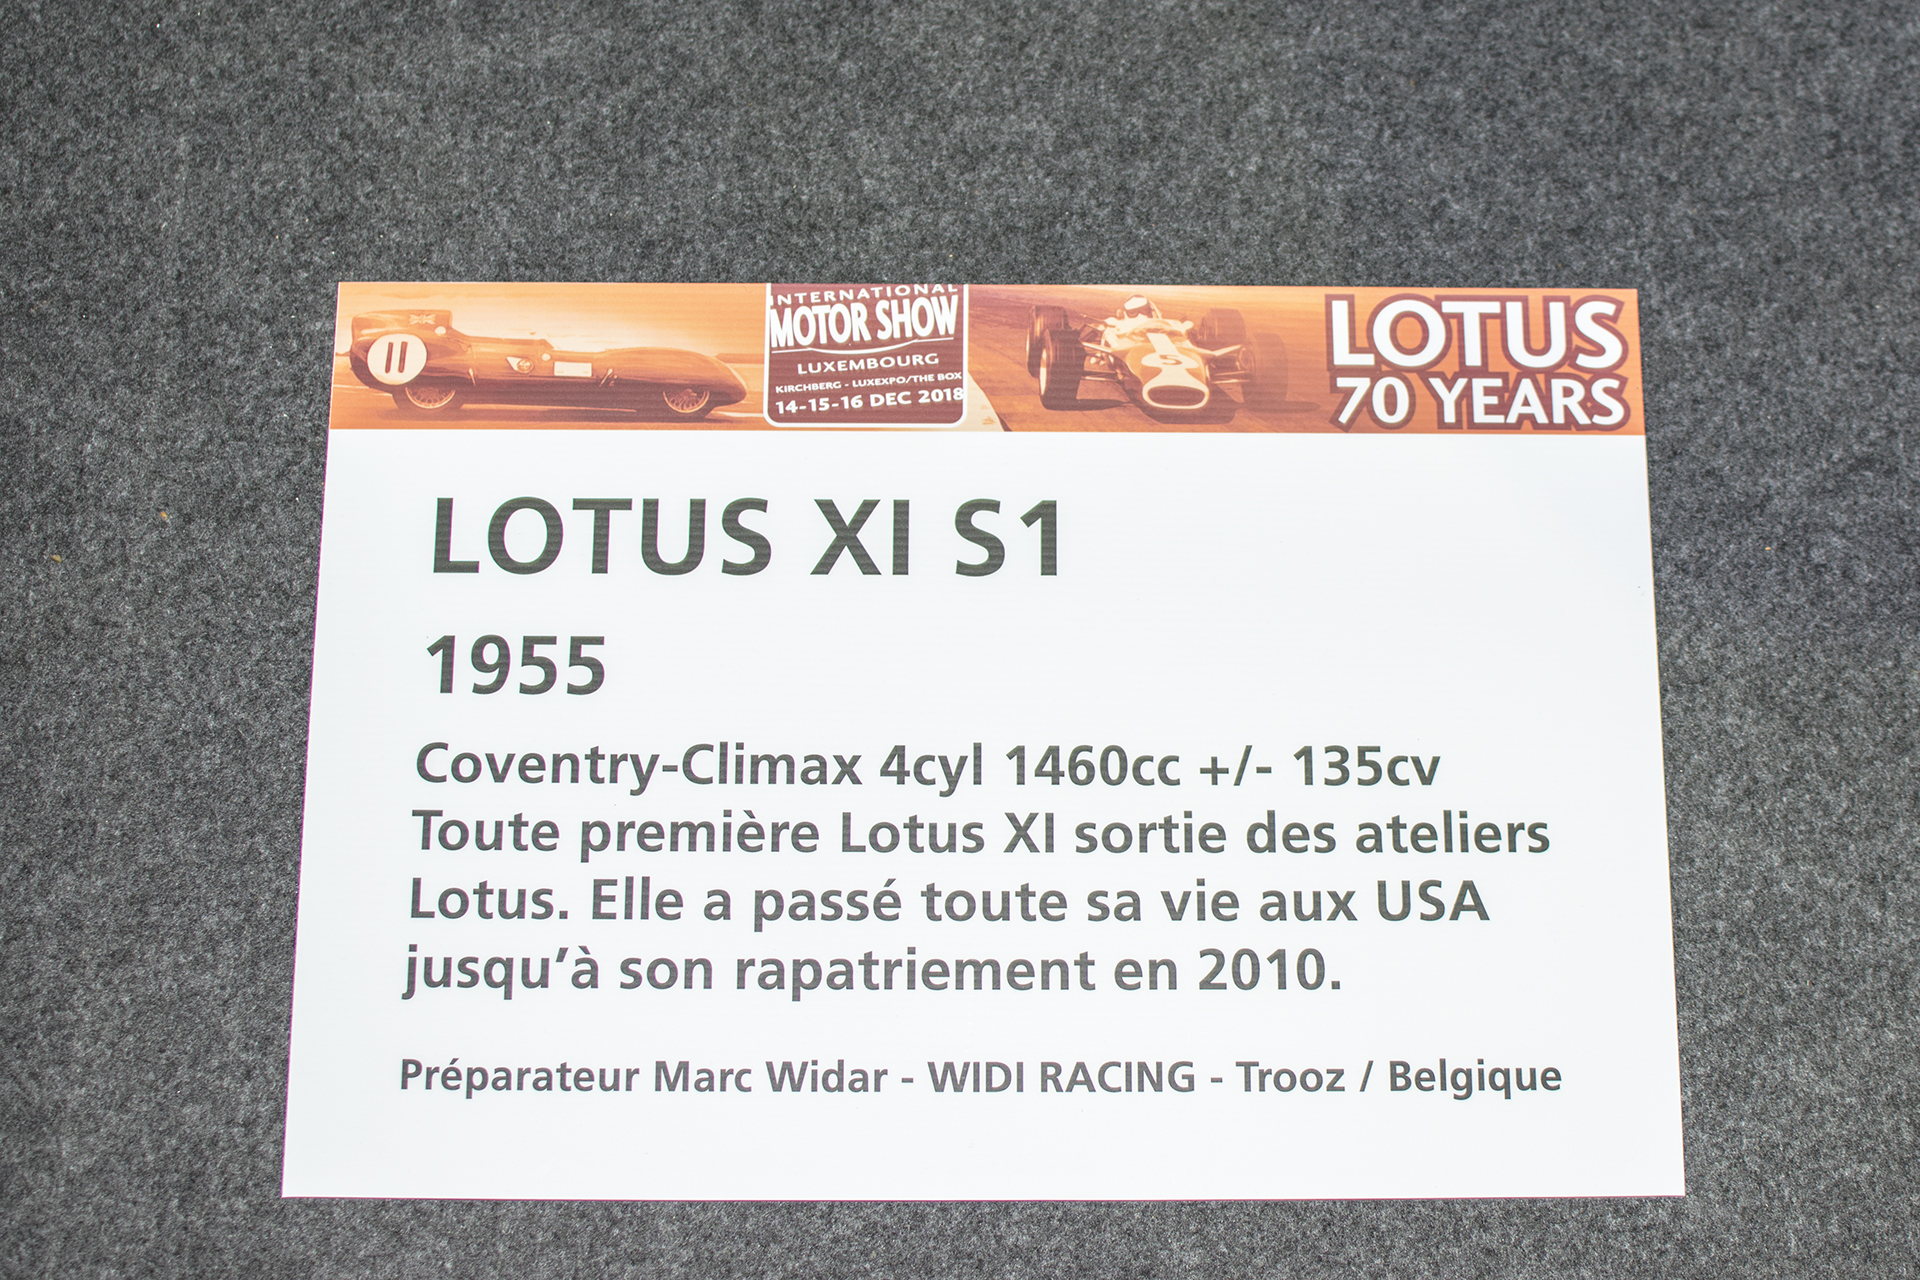 11
INTERNATIONAL
MOTOR SHOW
LUXEMBOURG
KIRCHBERG - LUXEXPO/THE BOX
14-15-16 DEC 2018
5
LOTUS
70 YEARS
LOTUS XI S1
1955
Coventry-Climax 4cyl 1460cc +/- 135cv
Toute première Lotus XI sortie des ateliers
Lotus. Elle a passé toute sa vie aux USA
jusqu’à son rapatriement en 2010.
Préparateur Marc Widar - WIDI RACING - Trooz / Belgique